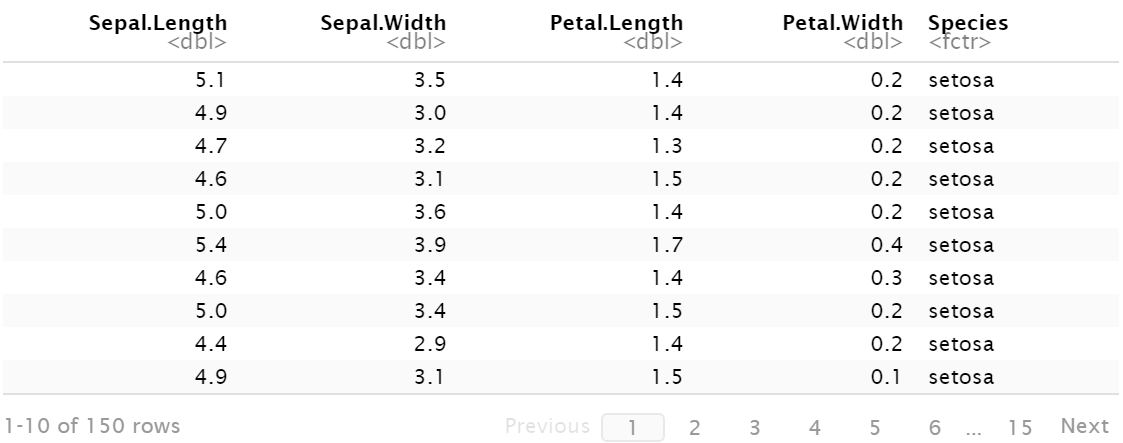 Sepal.Length Sepal.Width Petal.Length Petal.Width Species
<dbl> <dbl> <dbl> <dbl> <fctr>
5.1 3.5 1.4 0.2 setosa
4.9 3.0 1.4 0.2 setosa
4.7 3.2 1.3 0.2 setosa
4.6 3.1 1.5 0.2 setosa
5.0 3.6 1.4 0.2 setosa
5.4 3.9 1.7 0.4 setosa
4.6 3.4 1.4 0.3 setosa
5.0 3.4 1.5 0.2 setosa
4.4 2.9 1.4 0.2 setosa
4.9 3.1 1.5 0.1 setosa
1-10 of 150 rows Previous 1 2 3 4 5 6 ... 15 Next